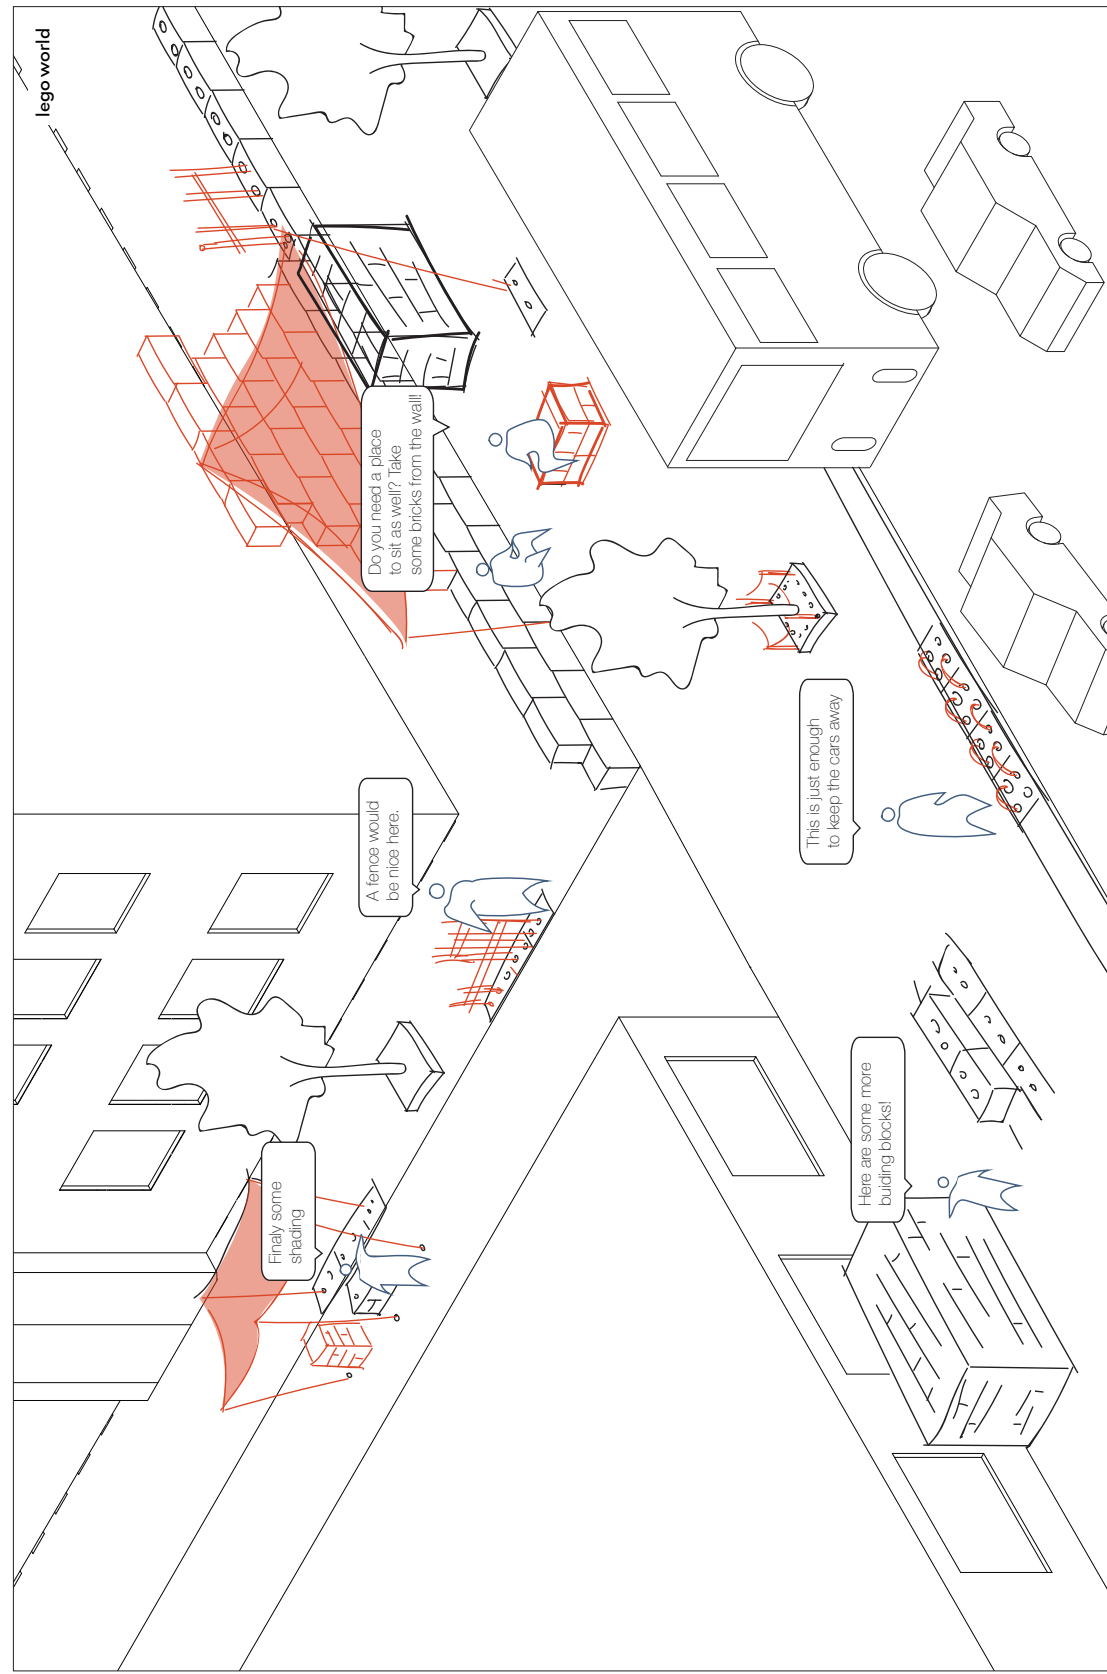 lego world
Do you need a place
to sit as well? Take
some bricks from the wall!
A fence would
be nice here.
Finaly some
shading
This is just enough
to keep the cars away
Here are some more
buiding blocks!